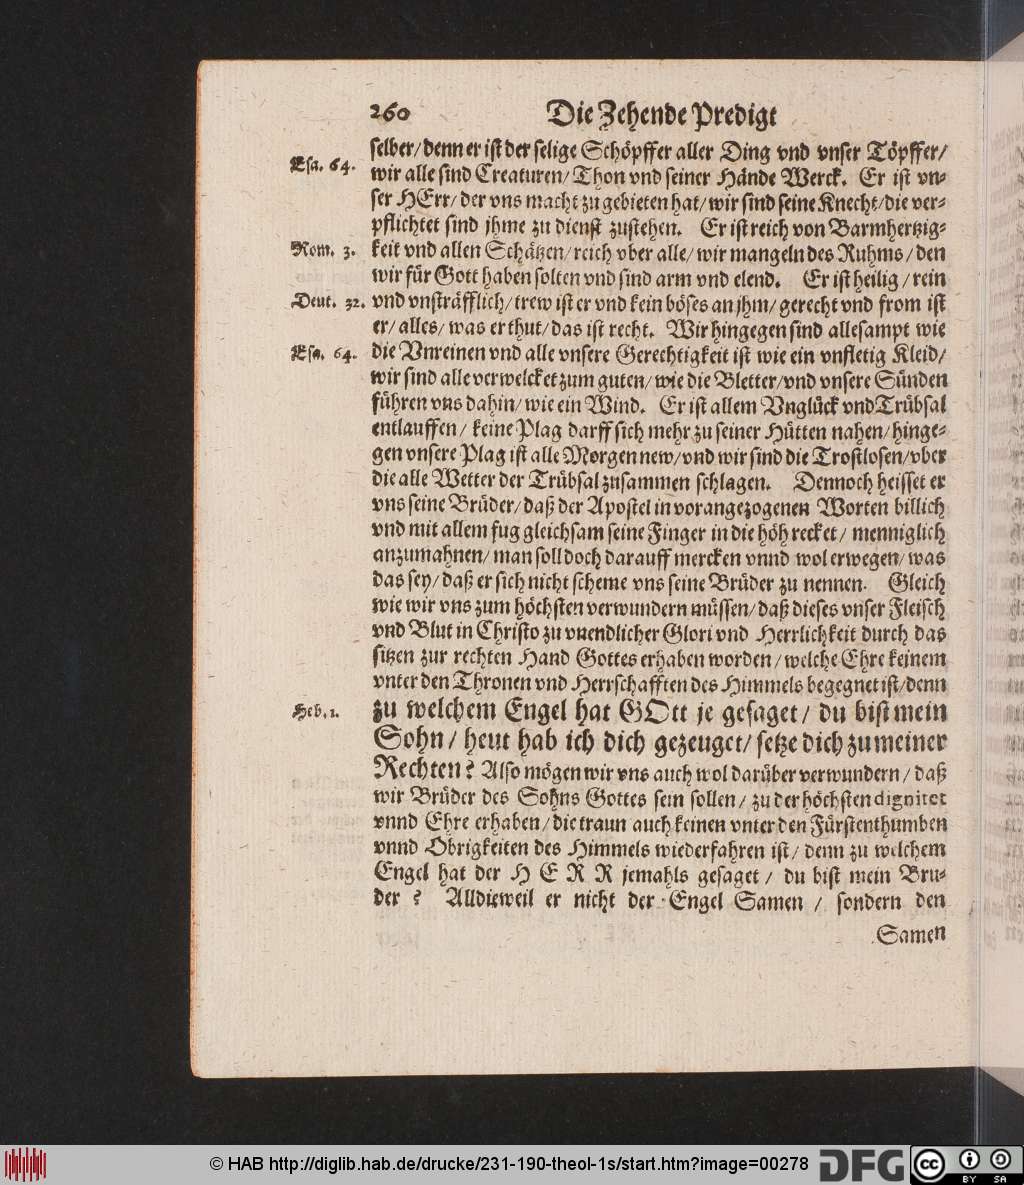 260 Die Zehende Predigt
selber/ denn er ist der selige Schöpffer aller Ding vnd vnser Töpffer/
Esa. 64.
wir alle sind Creaturen/ Thon vnd seiner Hände Werck. Er ist vn-
ser HErr/ der vns macht zu gebieten hat/ wir sind seine Knecht/ die ver-
pflichtet sind jhme zu dienst zustehen. Er ist reich von Barmhertzig-
Rom. 3. keit vnd allen Schätzen/ reich vber alle/ wir mangeln des Ruhms/ den
wir für Gott haben solten vnd sind arm vnd elend. Er ist heilig/ rein
Deut. 32. vnd vnsträfflich/ trew ist er vnd kein böses an jhm/ gerecht vnd from ist
er/ alles/ was er thut/ das ist recht. Wir hingegen sind allesampt wie
Esa. 64. die Vnreinen vnd alle vnsere Gerechtigkeit ist wie ein vnfletig Kleid/
wir sind alle verwelcket zum guten/ wie die Bletter/ vnd vnsere Sünden
führen vns dahin/ wie ein Wind. Er ist allem Vnglück vnd Trübsal
entlauffen/ keine Plag darff sich mehr zu seiner Hütten nahen/ hinge-
gen vnsere Plag ist alle Morgen new/ vnd wir sind die Trostlosen/ vber
die alle Wetter der Trübsal zusammen schlagen. Dennoch heisset er
vns seine Brüder/ daß der Apostel in vorangezogenen Worten billich
vnd mit allem fug gleichsam seine Finger in die höh recket/ menniglich
anzumahnen/ man soll doch darauff mercken vnnd wol erwegen/ was
das sey/ daß er sich nicht scheme vns seine Brüder zu nennen. Gleich
wie wir vns zum höchsten verwundern müssen/ daß dieses vnser Fleisch
vnd Blut in Christo zu vnendlicher Glori vnd Herrlichkeit durch das
sitzen zur rechten Hand Gottes erhaben worden/ welche Ehre keinem
vnter den Thronen vnd Herrschafften des Himmels begegnet ist/ denn
Heb. 1. zu welchem Engel hat GOtt je gesaget/ du bist mein
Sohn/ heut hab ich dich gezeuget/ setze dich zu meiner
Rechten? Also mögen wir vns auch wol darüber verwundern/ daß
wir Brüder des Sohns Gottes sein sollen/ zu der höchsten dignitet
vnnd Ehre erhaben/ die traun auch keinen vnter den Fürstenthumben
vnnd Obrigkeiten des Himmels wiederfahren ist/ denn zu welchem
Engel hat der HERR jemahls gesaget/ du bist mein Bru-
der? Alldieweil er nicht der Engel Samen/ sondern den
Samen
© HAB http://diglib.hab.de/drucke/231-190-theol-1s/start.htm?image=00278 DFG cc BY SA